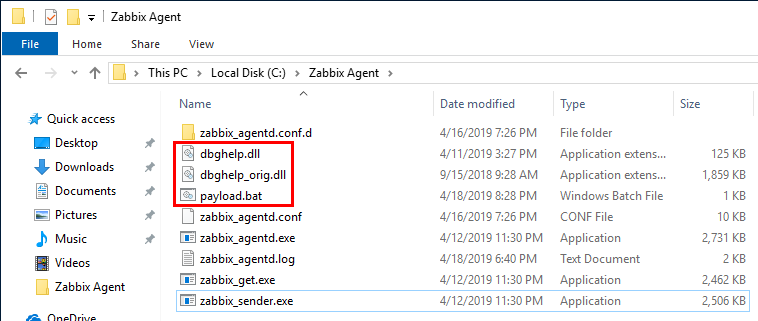 Zabbix Agent
File Home Share View
This PC Local Disk (C:) Zabbix Agent
Name Date modified Type Size
Quick access
Desktop
Downloads
Documents
Pictures
Music
Videos
Zabbix Agent
OneDrive
zabbix_agentd.conf.d 4/16/2019 7:26 PM File folder
dbghelp.dll 4/11/2019 3:27 PM Application extens... 125 KB
dbghelp_orig.dll 9/15/2018 9:28 AM Application extens... 1,859 KB
payload.bat 4/18/2019 8:28 PM Windows Batch File 1 KB
zabbix_agentd.conf 4/16/2019 7:26 PM CONF File 10 KB
zabbix_agentd.exe 4/12/2019 11:30 PM Application 2,731 KB
zabbix_agentd.log 4/18/2019 6:40 PM Text Document 2 KB
zabbix_get.exe 4/12/2019 11:30 PM Application 2,462 KB
zabbix_sender.exe 4/12/2019 11:30 PM Application 2,506 KB